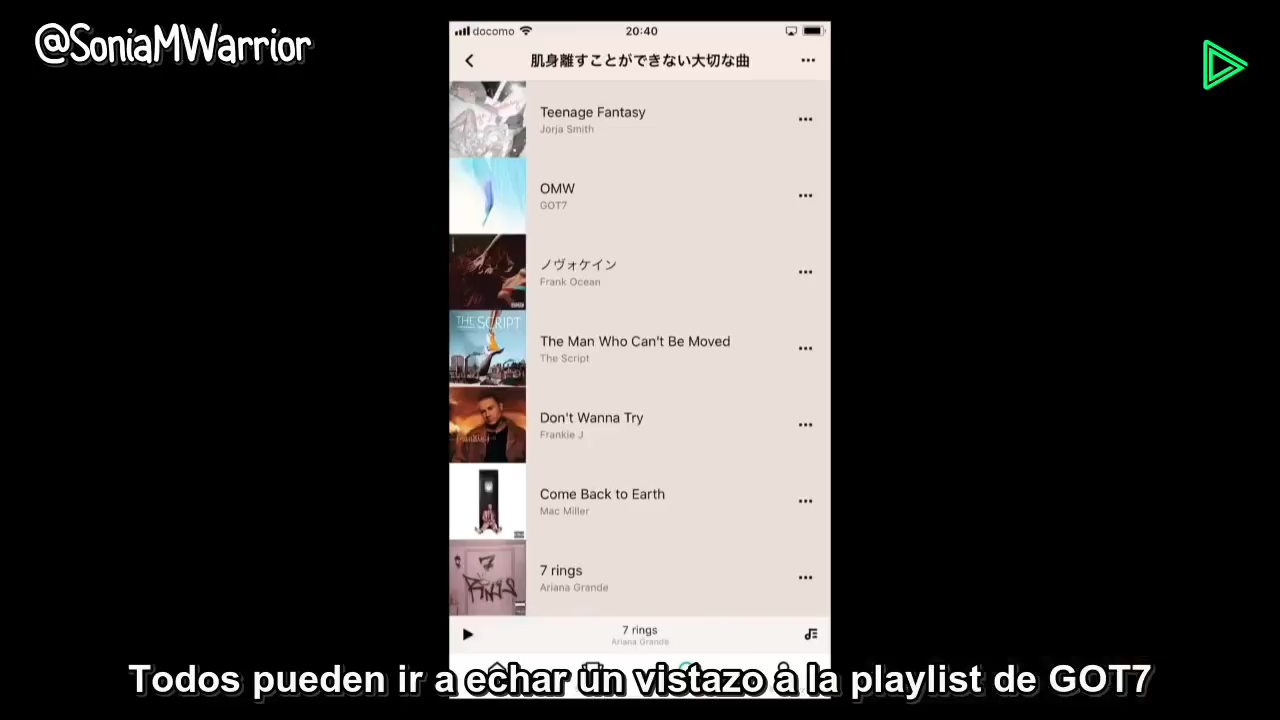 @SoniaMWarrior
docomo 20:40
肌身離すことができない大切な曲
Teenage Fantasy
Jorja Smith
OMW
GOT7
ノヴォケイン
Frank Ocean
THE SCRIPT
The Man Who Can't Be Moved
The Script
Don't Wanna Try
Frankie J
Come Back to Earth
Mac Miller
7 rings
Ariana Grande
7 rings
Ariana Grande
Todos pueden ir a echar un vistazo a la playlist de GOT7